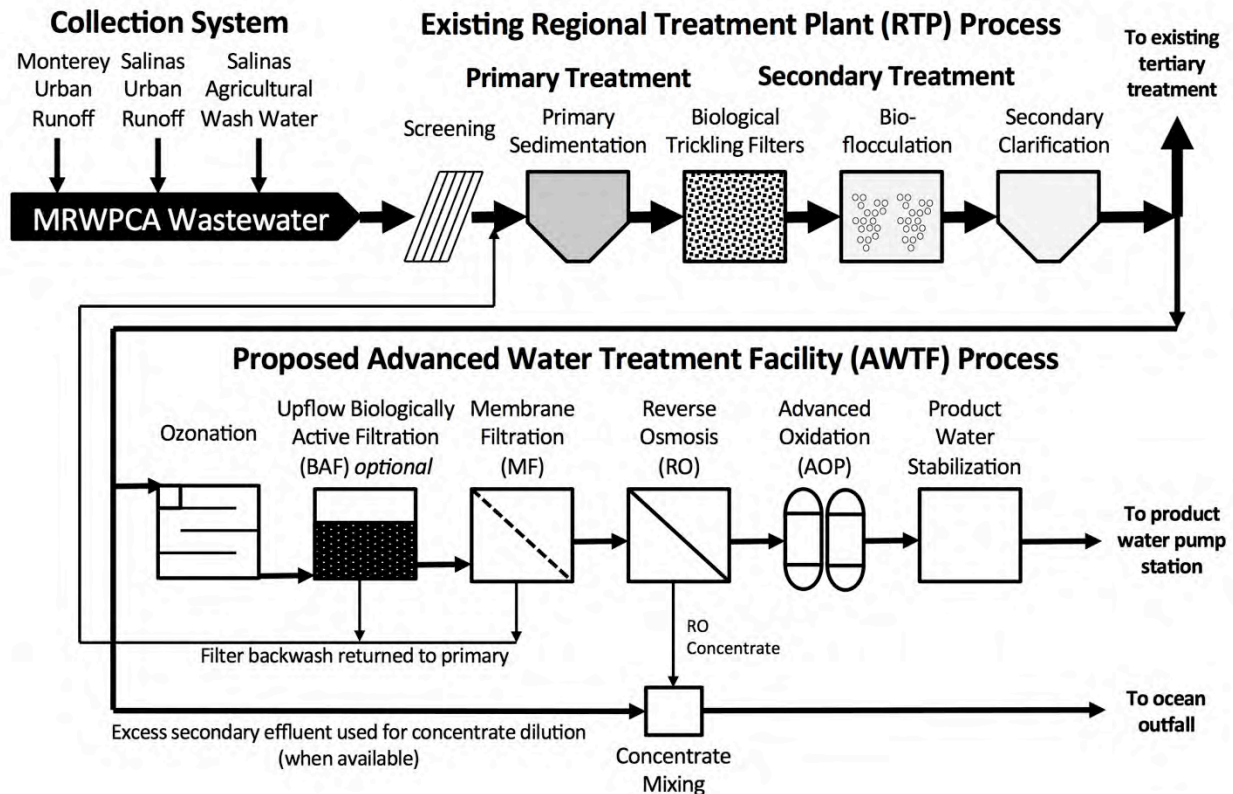 Collection System
Existing Regional Treatment Plant (RTP) Process
Monterey
Urban
Runoff
Salinas
Urban
Runoff
Salinas
Agricultural
Wash Water
MRWPCA Wastewater
Screening
Primary Treatment
Primary
Sedimentation
Biological
Trickling Filters
Secondary Treatment
Bio-
flocculation
Secondary
Clarification
To existing
tertiary
treatment
Proposed Advanced Water Treatment Facility (AWTF) Process
Ozonation
Upflow Biologically
Active Filtration
(BAF) optional
Membrane
Filtration
(MF)
Reverse
Osmosis
(RO)
Advanced
Oxidation
(AOP)
Product
Water
Stabilization
To product
water pump
station
Filter backwash returned to primary
RO
Concentrate
Excess secondary effluent used for concentrate dilution
(when available)
Concentrate
Mixing
To ocean
outfall